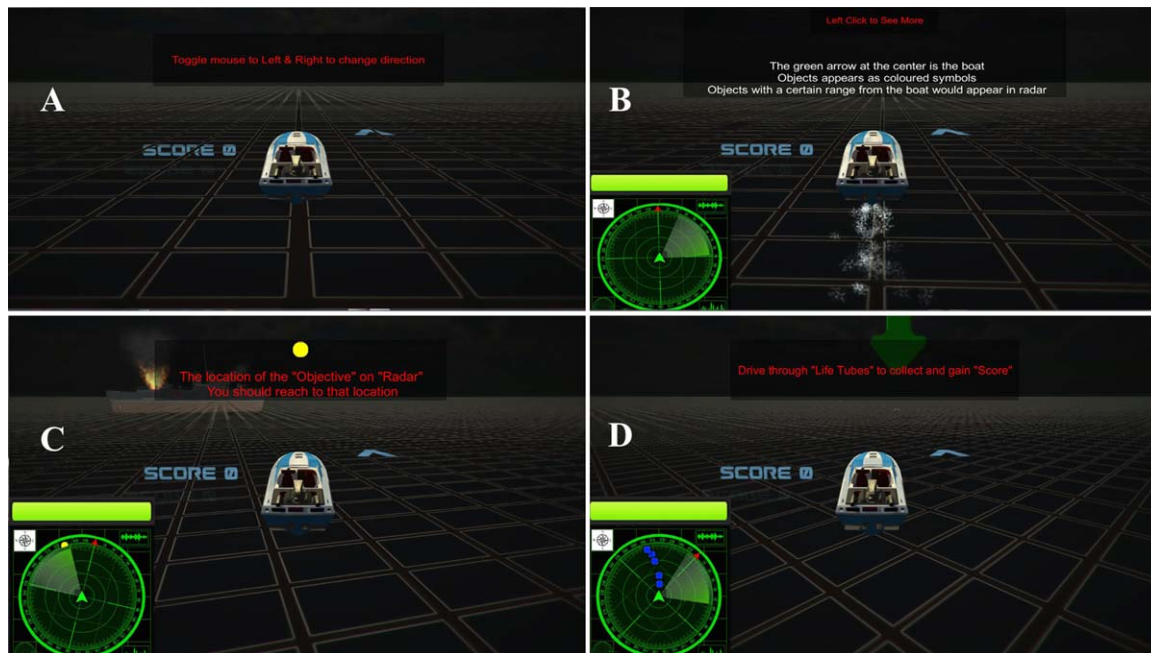 Toggle mouse to Left & Right to change direction
A
SCORE 0
Left Click to See More
The green arrow at the center is the boat
Objects appears as coloured symbols
Objects with a certain range from the boat would appear in radar
B
SCORE 0
The location of the "Objective" on "Radar"
You should reach to that location
C
SCORE 0
Drive through "Life Tubes" to collect and gain "Score"
D
SCORE 0